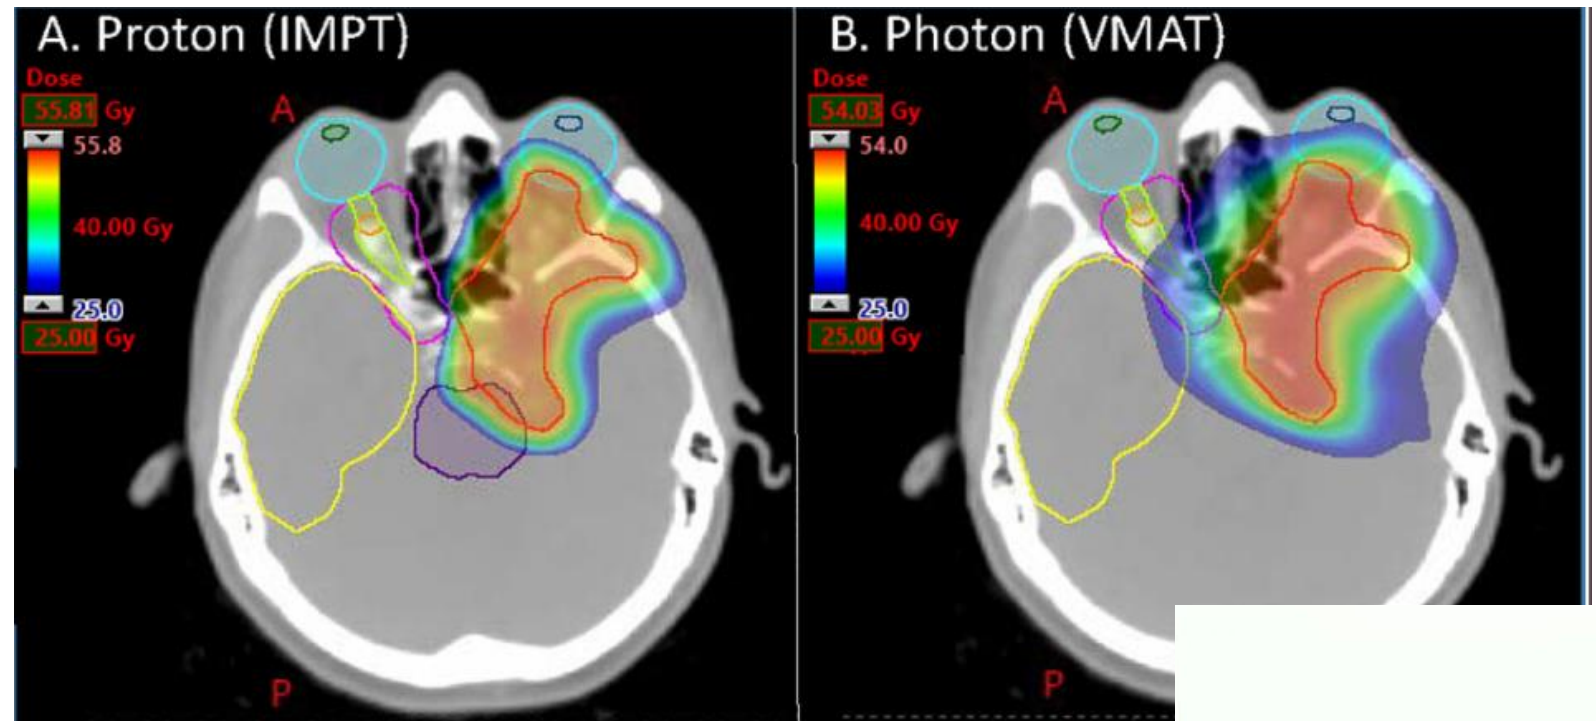 A. Proton (IMPT)
Dose
55.81 Gy
55.8
40.00 Gy
25.0
25.00 Gy
A
P
B. Photon (VMAT)
Dose
54.03 Gy
54.0
40.00 Gy
25.0
25.00 Gy
A
P